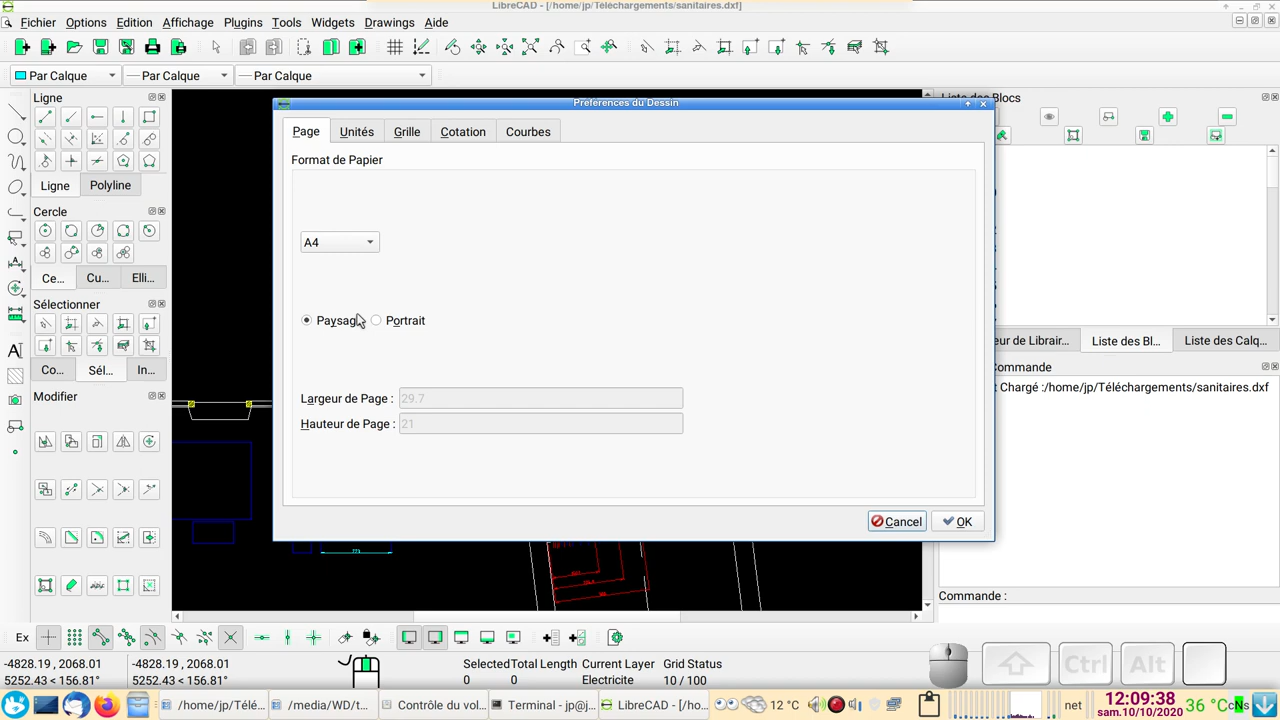 LibreCAD - [/home/jp/Téléchargements/sanitaires.dxf]
Fichier Options Edition Affichage Plugins Tools Widgets Drawings Aide
Par Calque Par Calque Par Calque
Ligne
Ligne Polyline
Cercle
Ce... Cu... Elli...
Sélectionner
Co... Sél... In...
Modifier
Préférences du Dessin
Page Unités Grille Cotation Courbes
Format de Papier
A4
Paysag Portrait
Largeur de Page : 29.7
Hauteur de Page : 21
Cancel OK
Liste des Blocs
eur de Librair... Liste des Bl... Liste des Calq...
ommande
t Chargé :/home/jp/Téléchargements/sanitaires.dxf
Commande :
Ex
-4828.19 , 2068.01 -4828.19 , 2068.01 Selected Total Length Current Layer Grid Status
5252.43 < 156.81° 5252.43 < 156.81° 0 0 Electricite 10 / 100
Ctrl Alt
/home/jp/Télé... /media/WD/t... Contrôle du vol... Terminal - jp@j... LibreCAD - [/ho... 12 °C net 12:09:38 36 °C
sam.10/10/2020